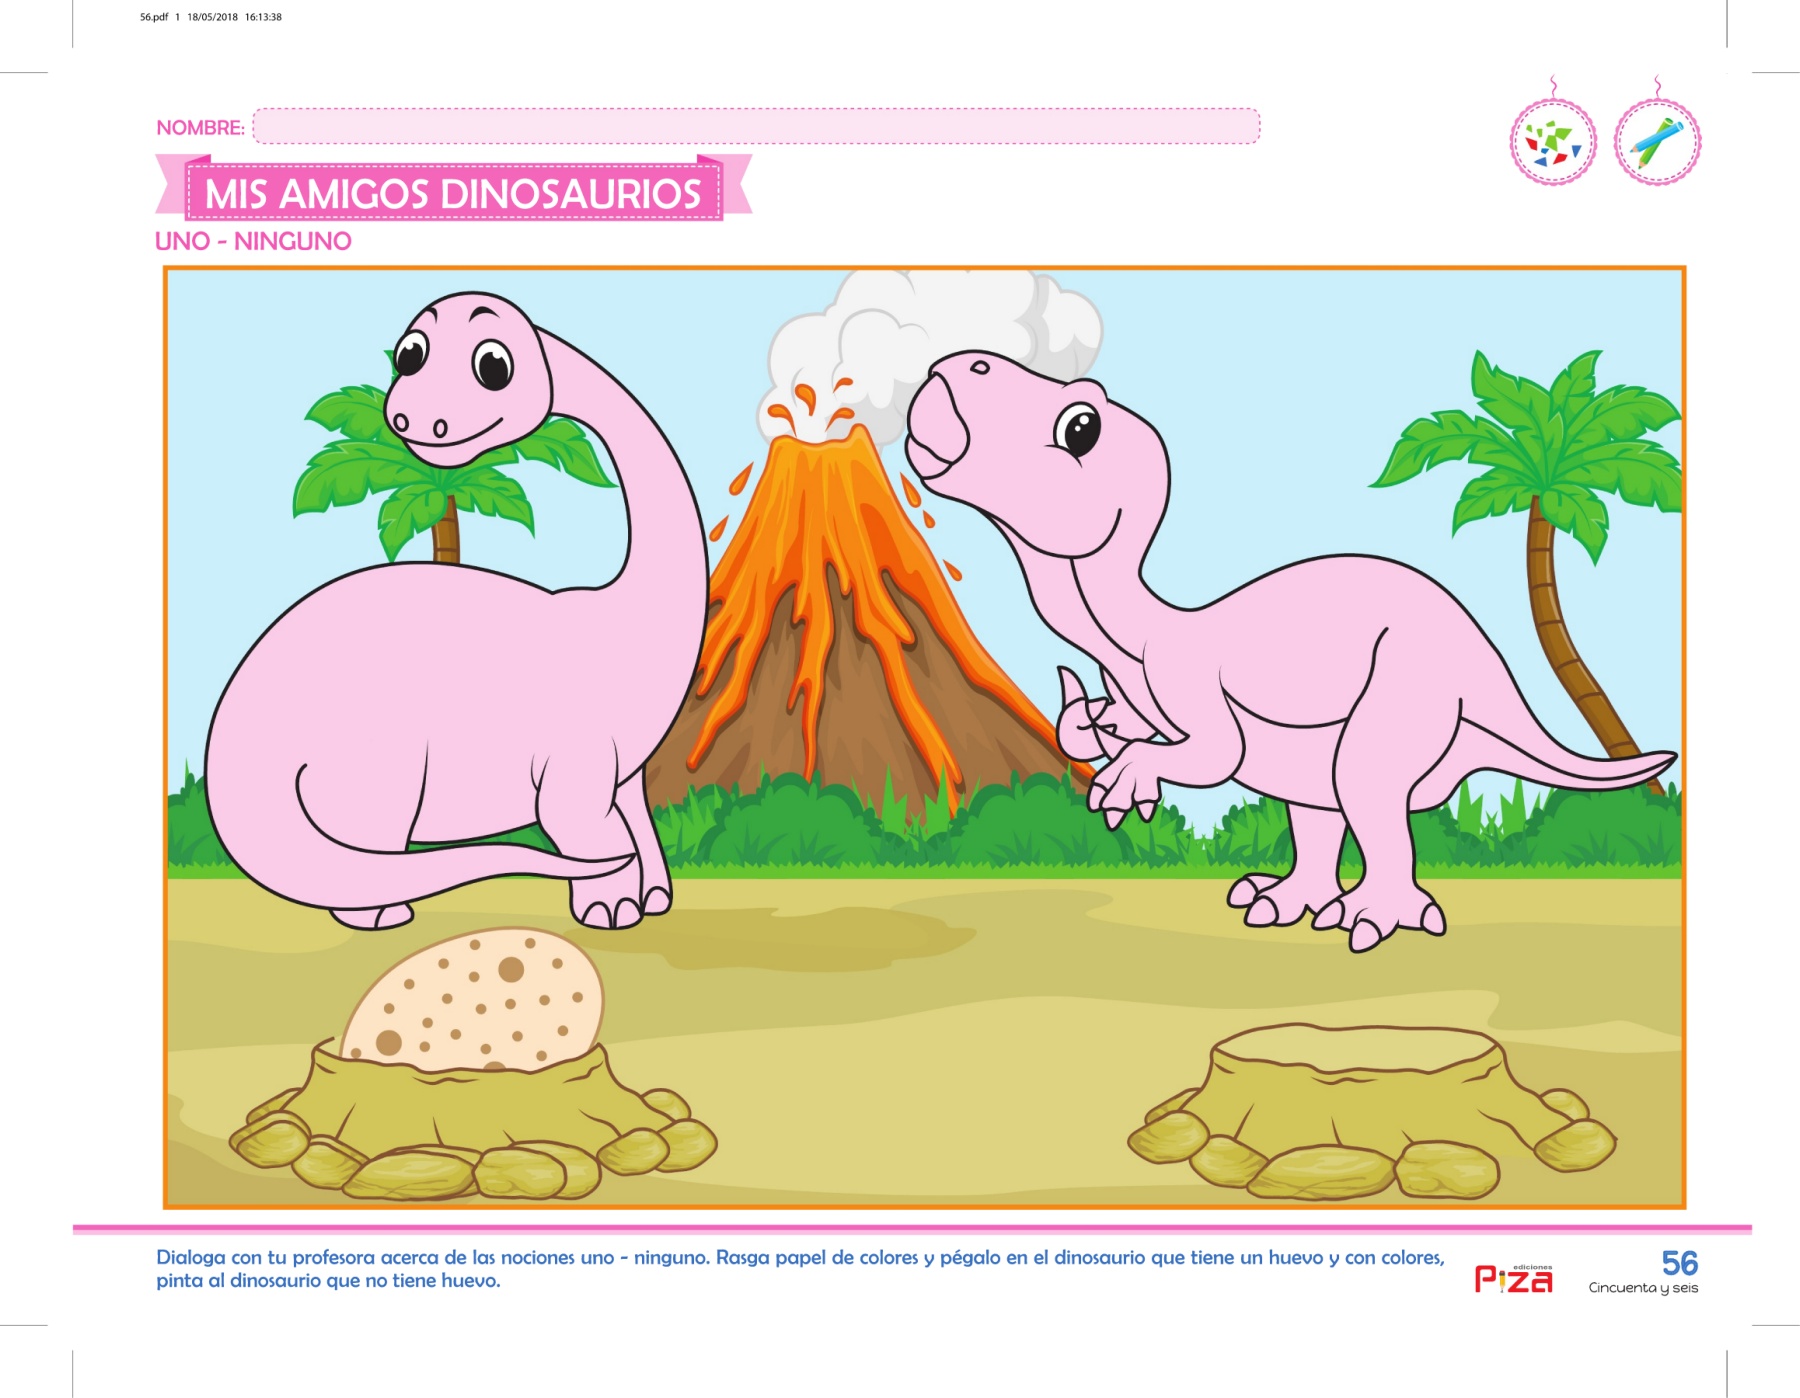 56.pdf 1 18/05/2018 16:13:38
NOMBRE:
MIS AMIGOS DINOSAURIOS
UNO - NINGUNO
Dialoga con tu profesora acerca de las nociones uno - ninguno. Rasga papel de colores y pégalo en el dinosaurio que tiene un huevo y con colores,
pinta al dinosaurio que no tiene huevo.
ediciones
Piza
56
Cincuenta y seis